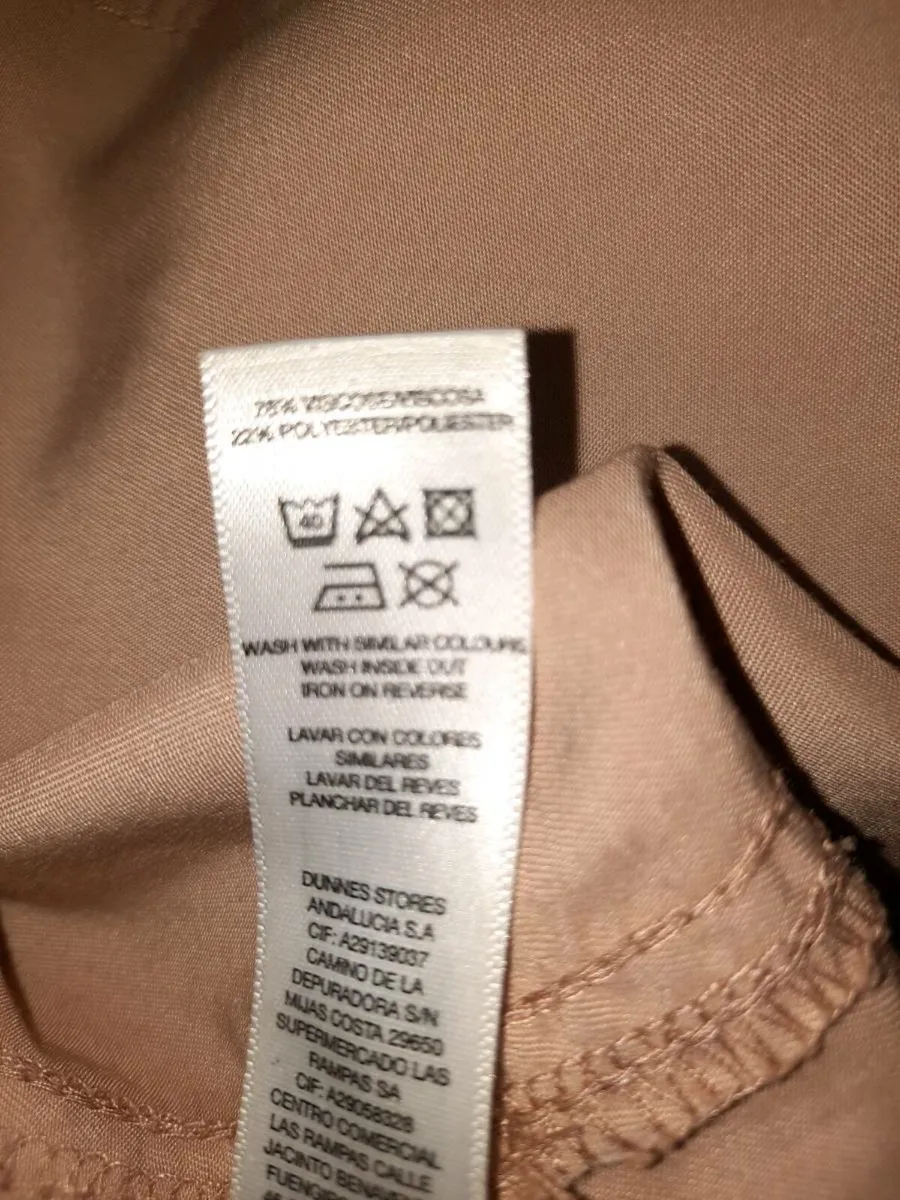 78% VISCOSE/VISCOSA
22% POLYESTER/POLIESTER
40
WASH WITH SIMILAR COLOURS
WASH INSIDE OUT
IRON ON REVERSE
LAVAR CON COLORES
SIMILARES
LAVAR DEL REVES
PLANCHAR DEL REVES
DUNNES STORES
ANDALUCIA S.A
CIF: A29139037
CAMINO DE LA
DEPURADORA S/N
MIJAS COSTA 29650
SUPERMERCADO LAS
RAMPAS SA
CIF: A29058328
CENTRO COMERCIAL
LAS RAMPAS CALLE
JACINTO